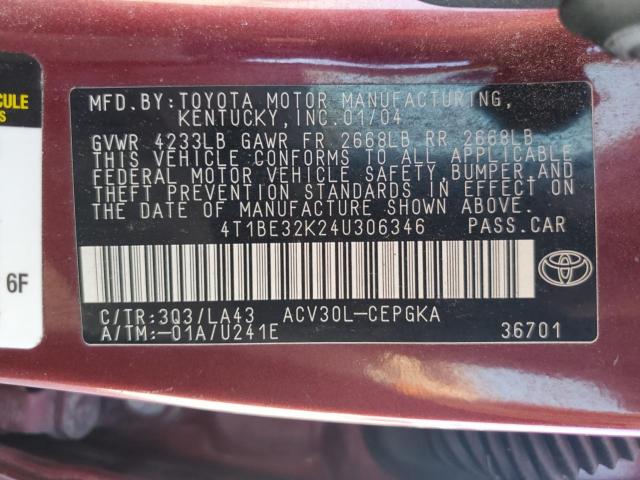 CULE
S
6F
MFD. BY: TOYOTA MOTOR MANUFACTURING,
KENTUCKY, INC. 01/04
GVWR 4233LB GAWR FR 2668LB RR 2668LB
THIS VEHICLE CONFORMS TO ALL APPLICABLE
FEDERAL MOTOR VEHICLE SAFETY, BUMPER, AND
THEFT PREVENTION STANDARDS IN EFFECT ON
THE DATE OF MANUFACTURE SHOWN ABOVE.
4T1BE32K24U306346 PASS. CAR
C/TR: 3Q3/LA43 ACV30L-CEPGKA
A/TM:-01A/U241E 36701